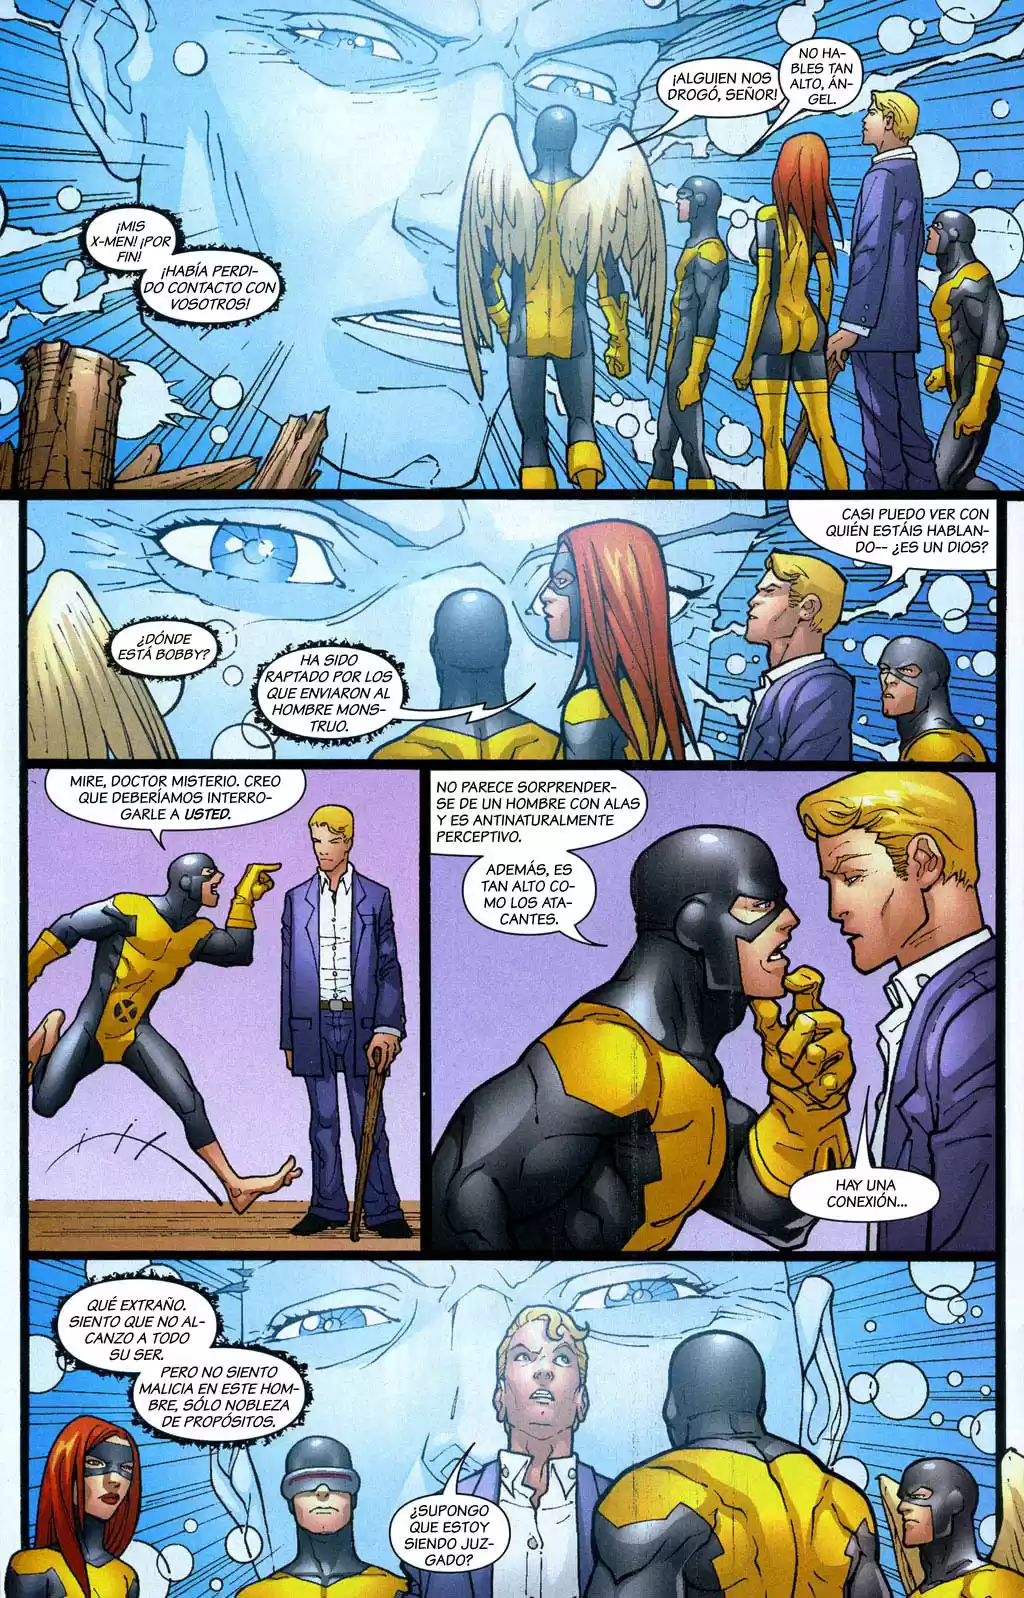 ¡ALGUIEN NOS
DROGÓ, SEÑOR!
NO HA-
BLES TAN
ALTO, ÁN-
GEL.
¡MIS
X-MEN! ¡POR
FIN!
¡HABÍA PERDI-
DO CONTACTO CON
VOSOTROS!
CASI PUEDO VER CON
QUIÉN ESTÁIS HABLAN-
DO-- ¿ES UN DIOS?
¿DÓNDE
ESTÁ BOBBY?
HA SIDO
RAPTADO POR LOS
QUE ENVIARON AL
HOMBRE MONS-
TRUO.
MIRE, DOCTOR MISTERIO. CREO
QUE DEBERÍAMOS INTERRO-
GARLE A USTED.
NO PARECE SORPRENDER-
SE DE UN HOMBRE CON ALAS
Y ES ANTINATURALMENTE
PERCEPTIVO.
ADEMÁS, ES
TAN ALTO CO-
MO LOS ATA-
CANTES.
HAY UNA
CONEXIÓN...
QUÉ EXTRAÑO.
SIENTO QUE NO AL-
CANZO A TODO
SU SER.
PERO NO SIENTO
MALICIA EN ESTE HOM-
BRE, SÓLO NOBLEZA
DE PROPÓSITOS.
¿SUPONGO
QUE ESTOY
SIENDO JUZ-
GADO?